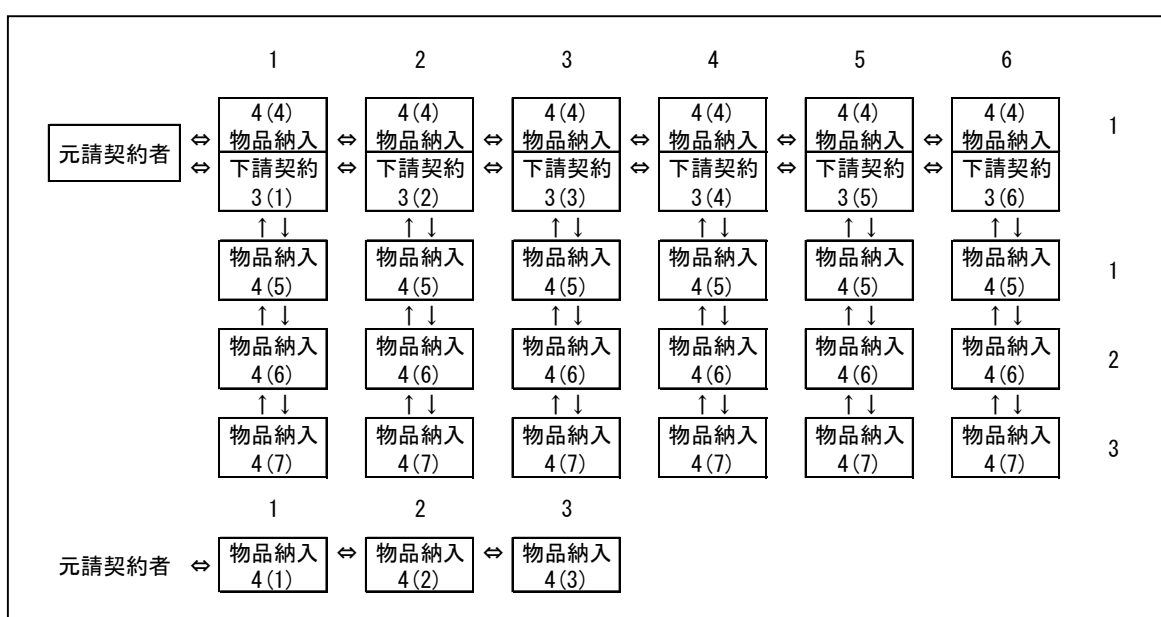 1 2 3 4 5 6
4(4) 4(4) 4(4) 4(4) 4(4) 4(4) 1
元請契約者 ⇔ 物品納入 ⇔ 物品納入 ⇔ 物品納入 ⇔ 物品納入 ⇔ 物品納入 ⇔ 物品納入
⇔ 下請契約 ⇔ 下請契約 ⇔ 下請契約 ⇔ 下請契約 ⇔ 下請契約 ⇔ 下請契約
3(1) 3(2) 3(3) 3(4) 3(5) 3(6)
↑↓ ↑↓ ↑↓ ↑↓ ↑↓ ↑↓
物品納入 物品納入 物品納入 物品納入 物品納入 物品納入 1
4(5) 4(5) 4(5) 4(5) 4(5) 4(5)
↑↓ ↑↓ ↑↓ ↑↓ ↑↓ ↑↓
物品納入 物品納入 物品納入 物品納入 物品納入 物品納入 2
4(6) 4(6) 4(6) 4(6) 4(6) 4(6)
↑↓ ↑↓ ↑↓ ↑↓ ↑↓ ↑↓
物品納入 物品納入 物品納入 物品納入 物品納入 物品納入 3
4(7) 4(7) 4(7) 4(7) 4(7) 4(7)
1 2 3
元請契約者 ⇔ 物品納入 ⇔ 物品納入 ⇔ 物品納入
4(1) 4(2) 4(3)